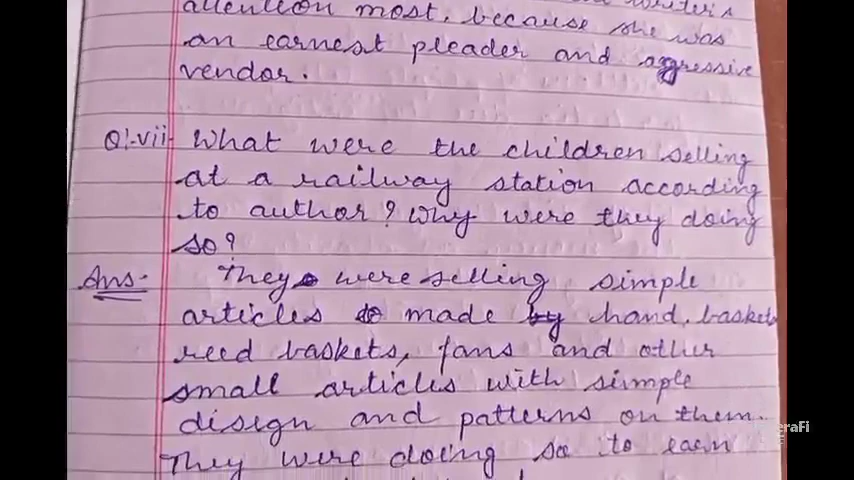 attention most, because she was
an earnest pleader and aggressive
vendor.
Q:-vii- What were the children selling
at a railway station according
to author? Why were they doing
so?
Ans:- They were selling simple
articles made by hand, baskets
reed baskets, fans and other
small articles with simple
disign and patterns on them.
They were doing so to earn
eraFi